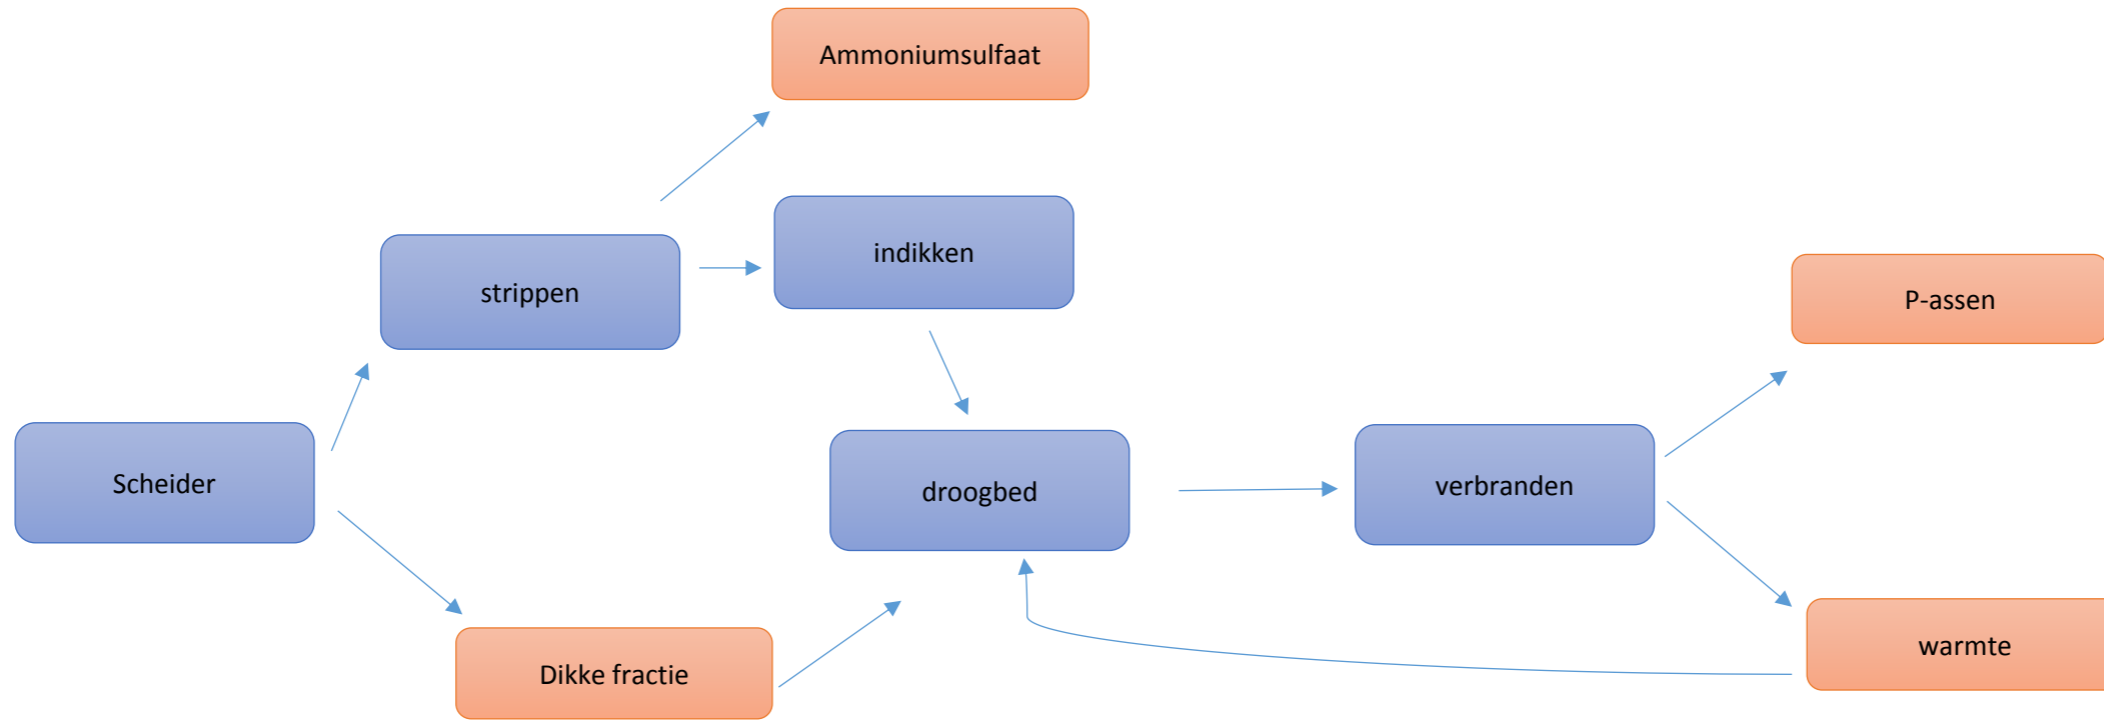 Ammoniumsulfaat
indikken
strippen
P-assen
Scheider
droogbed
verbranden
Dikke fractie
warmte